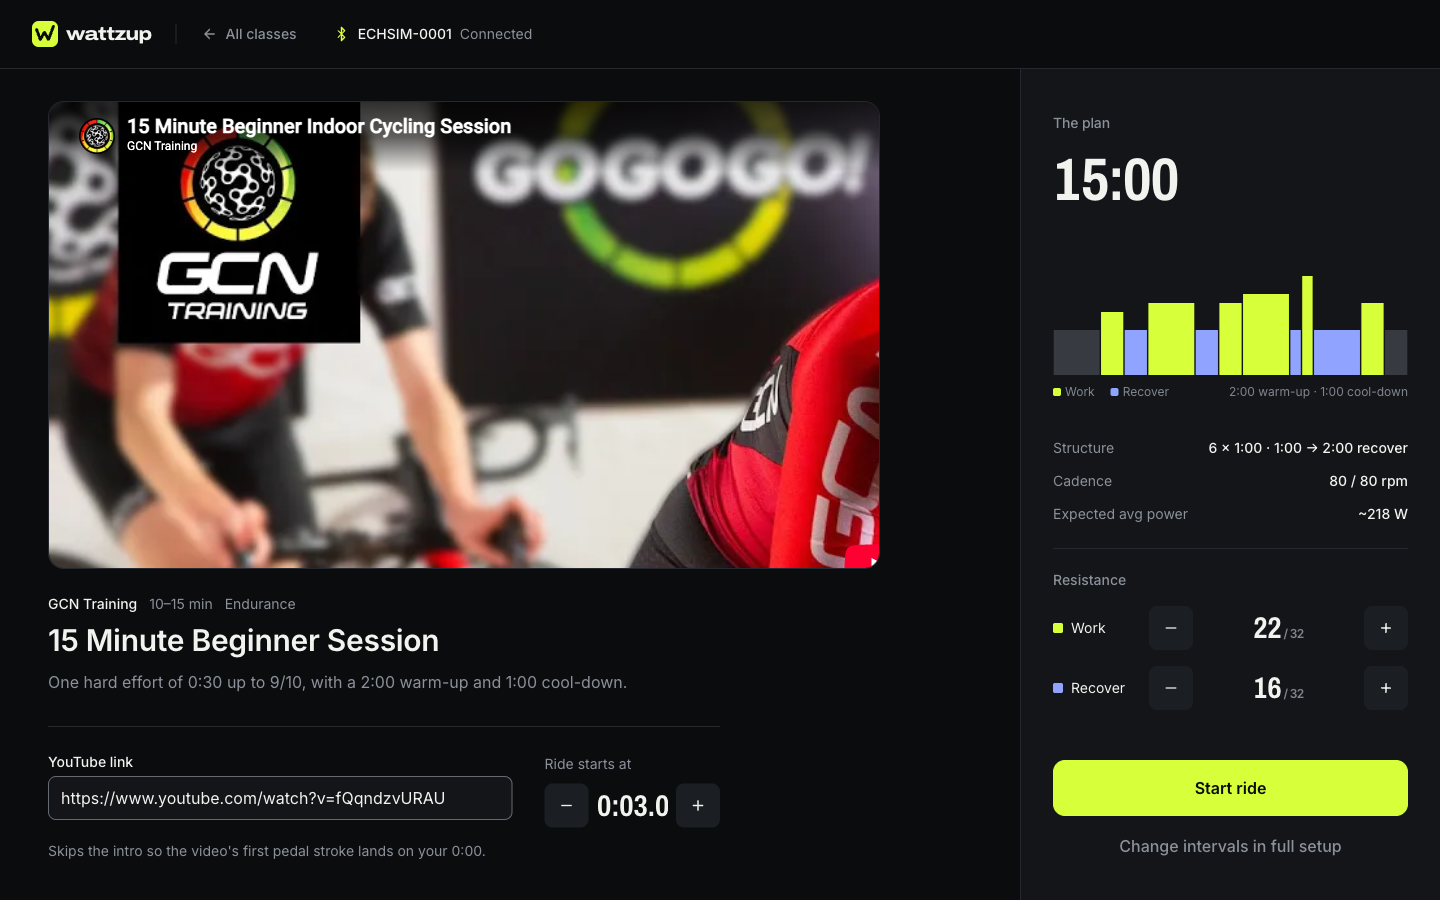 wattzup
All classes
ECHSIM-0001 Connected
15 Minute Beginner Indoor Cycling Session
GCN Training
GOGOGO!
GCN
TRAINING
GCN
GCN
GCN Training 10–15 min Endurance
15 Minute Beginner Session
One hard effort of 0:30 up to 9/10, with a 2:00 warm-up and 1:00 cool-down.
YouTube link
https://www.youtube.com/watch?v=fQqndzvURAU
Ride starts at
− 0:03.0 +
Skips the intro so the video's first pedal stroke lands on your 0:00.
The plan
15:00
Work Recover 2:00 warm-up · 1:00 cool-down
Structure 6 × 1:00 · 1:00 → 2:00 recover
Cadence 80 / 80 rpm
Expected avg power ~218 W
Resistance
Work − 22 / 32 +
Recover − 16 / 32 +
Start ride
Change intervals in full setup